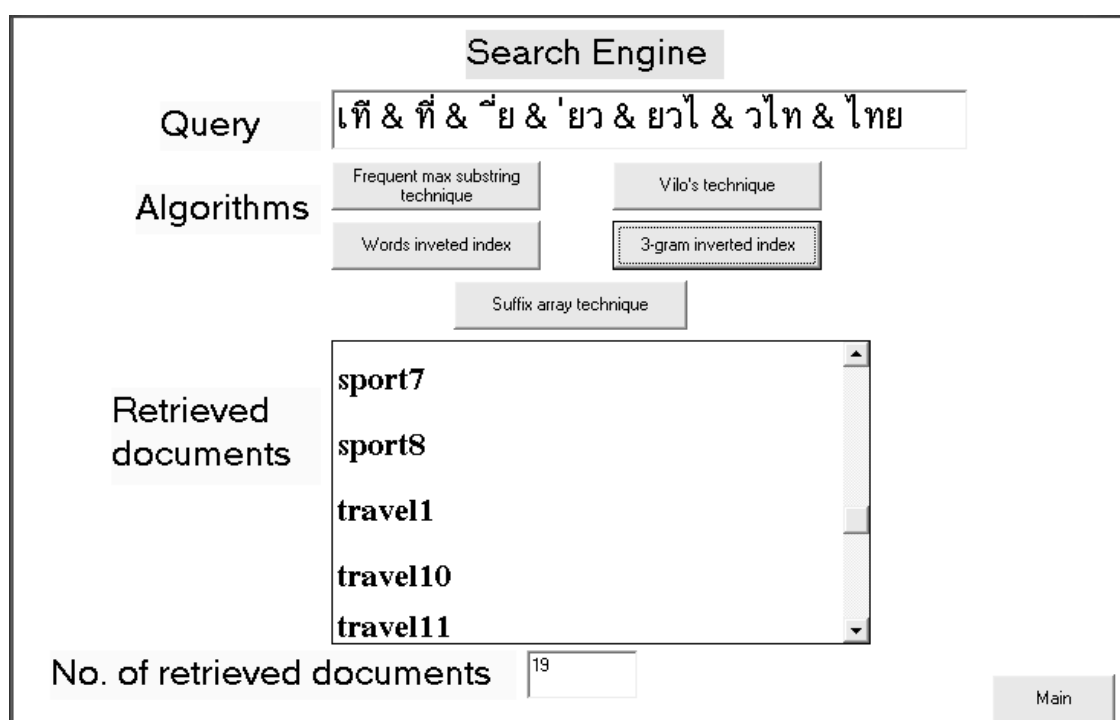 Search Engine
Query
เที & ที่ & ี่ย & ่ยว & ยวไ & วไท & ไทย
Algorithms
Frequent max substring
technique
Vilo's technique
Words inveted index
3-gram inverted index
Suffix array technique
Retrieved
documents
sport7
sport8
travel1
travel10
travel11
No. of retrieved documents
19
Main